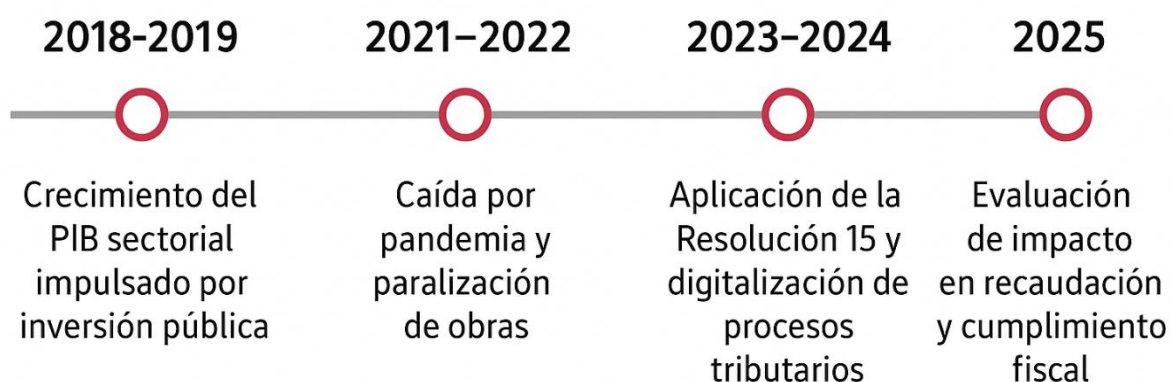 2018-2019
Crecimiento del
PIB sectorial
impulsado por
inversión pública
2021–2022
Caída por
pandemia y
paralización
de obras
2023–2024
Aplicación de la
Resolución 15 y
digitalización de
procesos
tributarios
2025
Evaluación
de impacto
en recaudación
y cumplimiento
fiscal